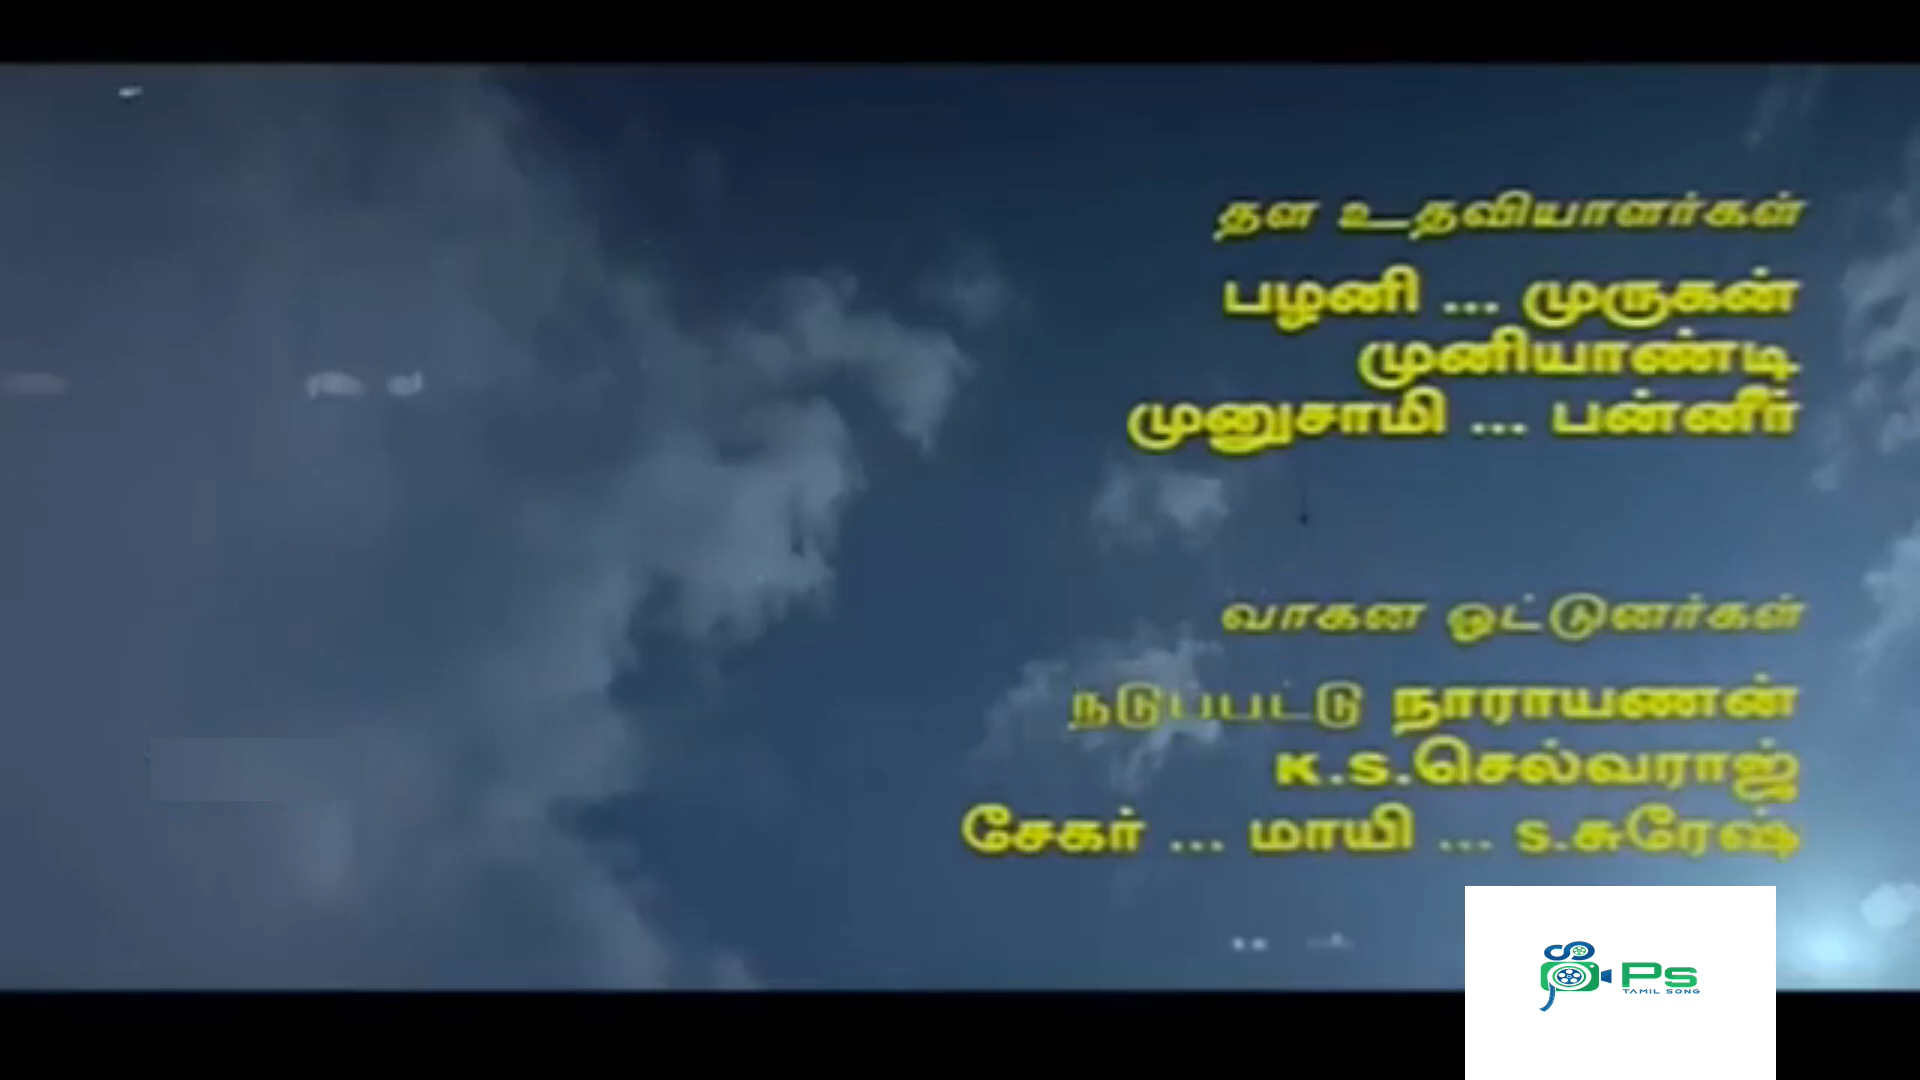 தள உதவியாளர்கள்
பழனி ... முருகன்
முனியாண்டி
முனுசாமி ... பன்னீர்
வாகன ஓட்டுனர்கள்
நடுப்பட்டு நாராயணன்
K.S.செல்வராஜ்
சேகர் ... மாயி ... S.சுரேஷ்
Ps
TAMIL SONG